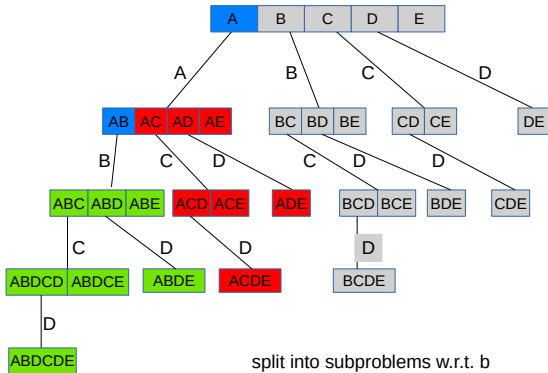 A B C D E
A B C D
AB AC AD AE BC BD BE CD CE DE
B C D C D D
ABC ABD ABE ACD ACE ADE BCD BCE BDE CDE
C D D D
ABDCD ABDCE ABDE ACDE BCDE
D
ABDCDE
split into subproblems w.r.t. b